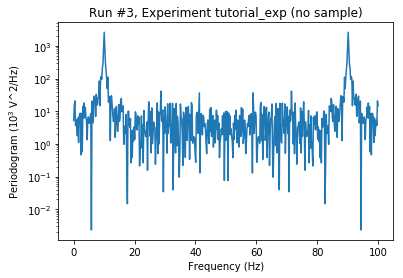 Run #3, Experiment tutorial_exp (no sample)
Periodogram (10³ V^2/Hz)
10³
10²
10¹
10⁰
10⁻¹
10⁻²
0 20 40 60 80 100
Frequency (Hz)